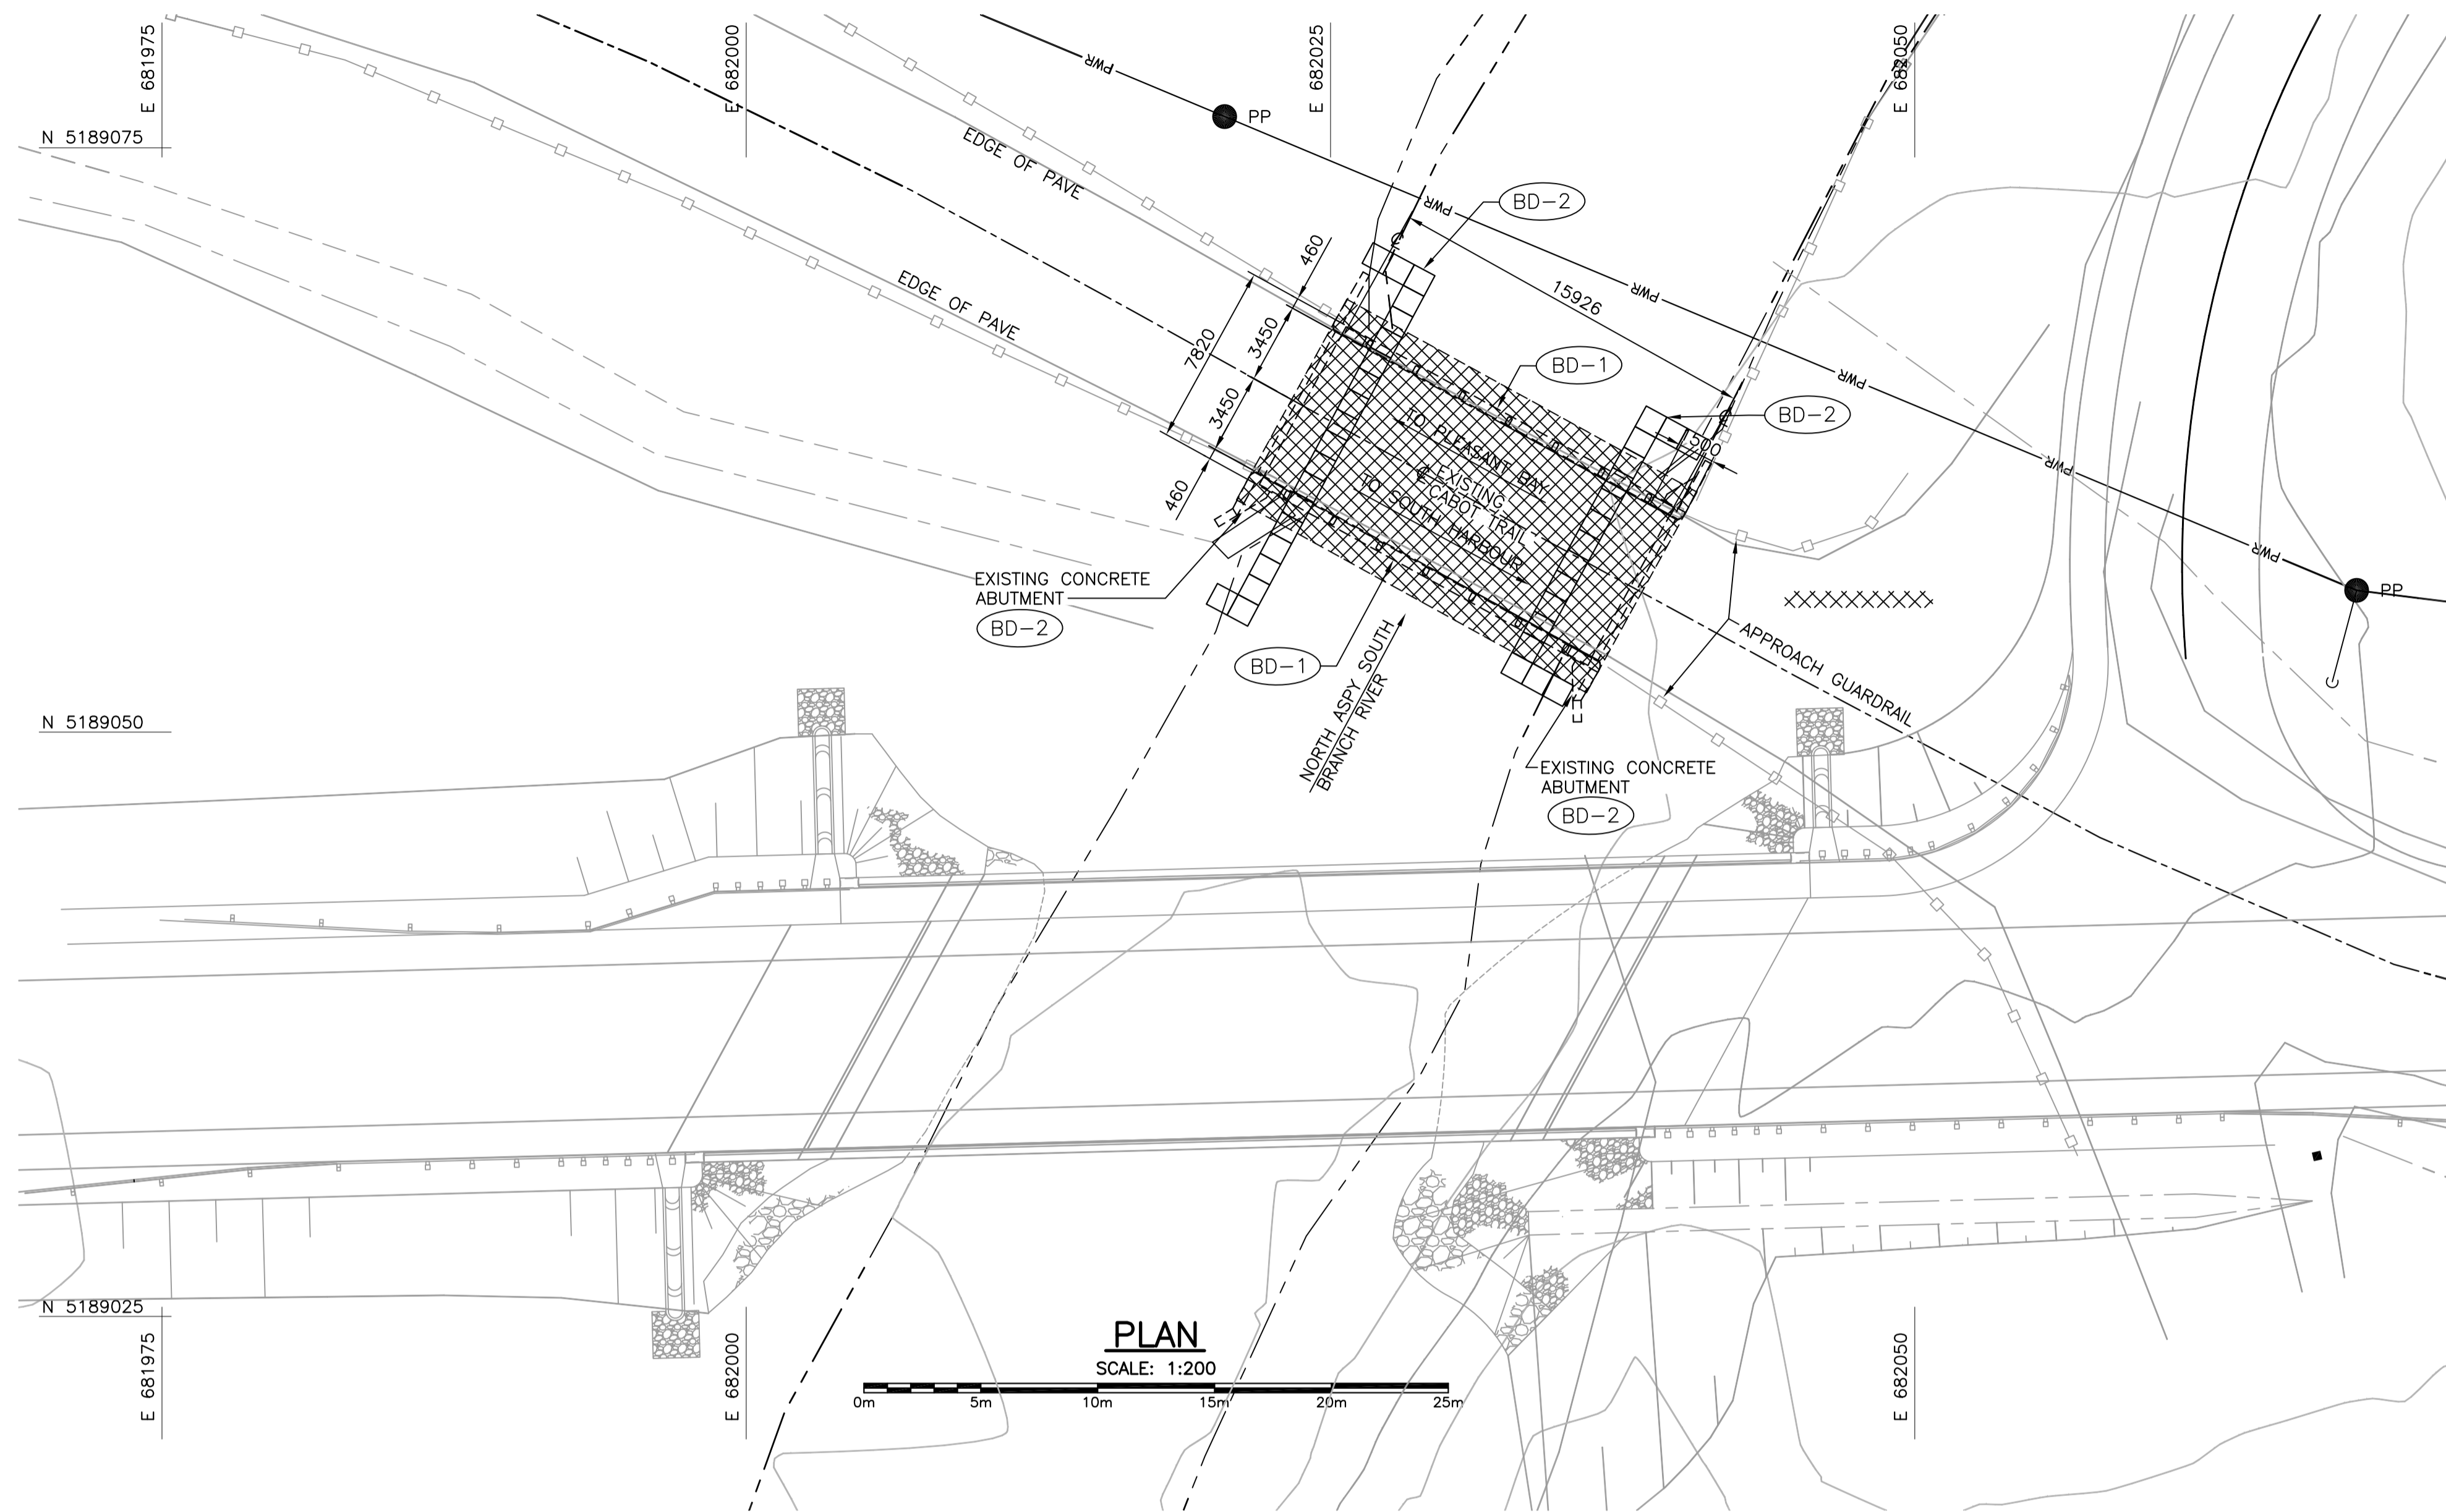 E 681975
E 682000
E 682025
E 682050
N 5189075
PWR
PP
EDGE OF PAVE
PWR
BD-2
460
15926
PWR
EDGE OF PAVE
7820
3450
BD-1
PWR
3450
TO PLEASANT BAY
BD-2
500
℄ EXISTING
CABOT TRAIL
TO SOUTH HARBOUR
460
PWR
PWR
PP
EXISTING CONCRETE
ABUTMENT
BD-2
BD-1
NORTH ASPY SOUTH
BRANCH RIVER
APPROACH GUARDRAIL
N 5189050
EXISTING CONCRETE
ABUTMENT
BD-2
N 5189025
E 681975
E 682000
E 682050
PLAN
SCALE: 1:200
0m 5m 10m 15m 20m 25m